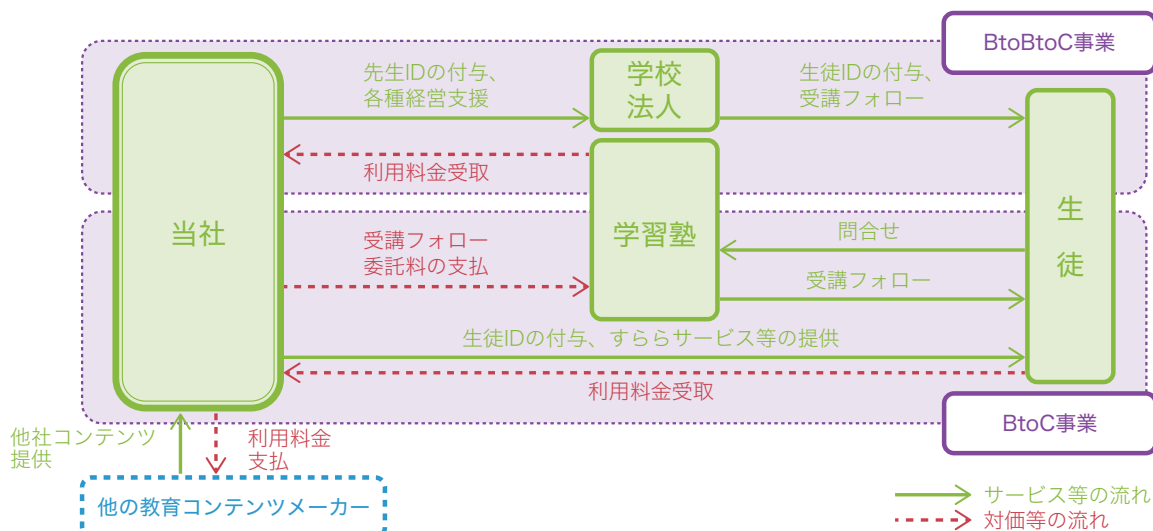 BtoBtoC事業
先生IDの付与、
各種経営支援
学校
法人
生徒IDの付与、
受講フォロー
利用料金受取
当社
受講フォロー
委託料の支払
学習塾
問合せ
受講フォロー
生
徒
生徒IDの付与、すららサービス等の提供
利用料金受取
BtoC事業
他社コンテンツ
提供
利用料金
支払
他の教育コンテンツメーカー
サービス等の流れ
対価等の流れ